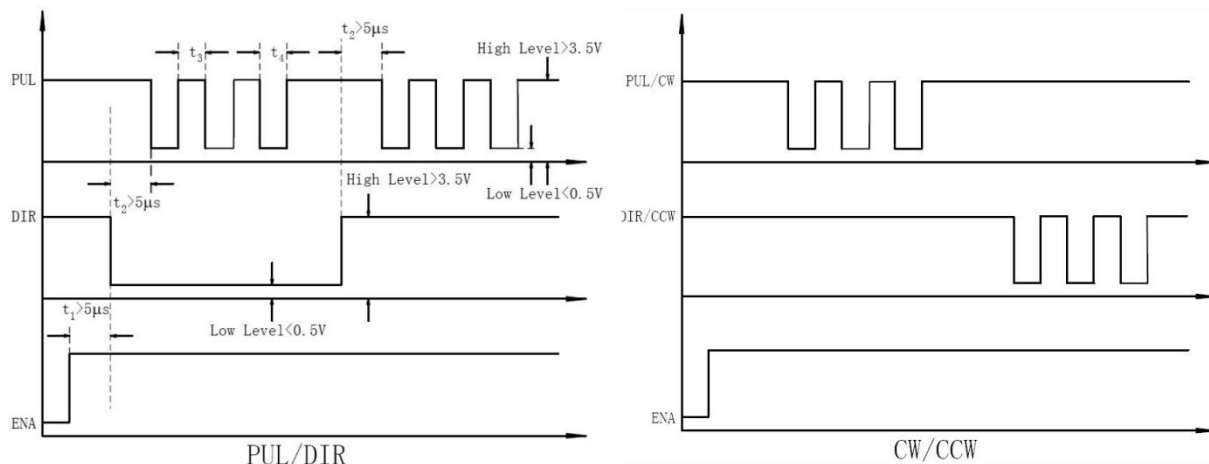 t2>5μs
t3
t4
High Level>3.5V
PUL
Low Level<0.5V
t2>5μs
High Level>3.5V
DIR
t1>5μs
Low Level<0.5V
ENA
PUL/DIR
PUL/CW
DIR/CCW
ENA
CW/CCW